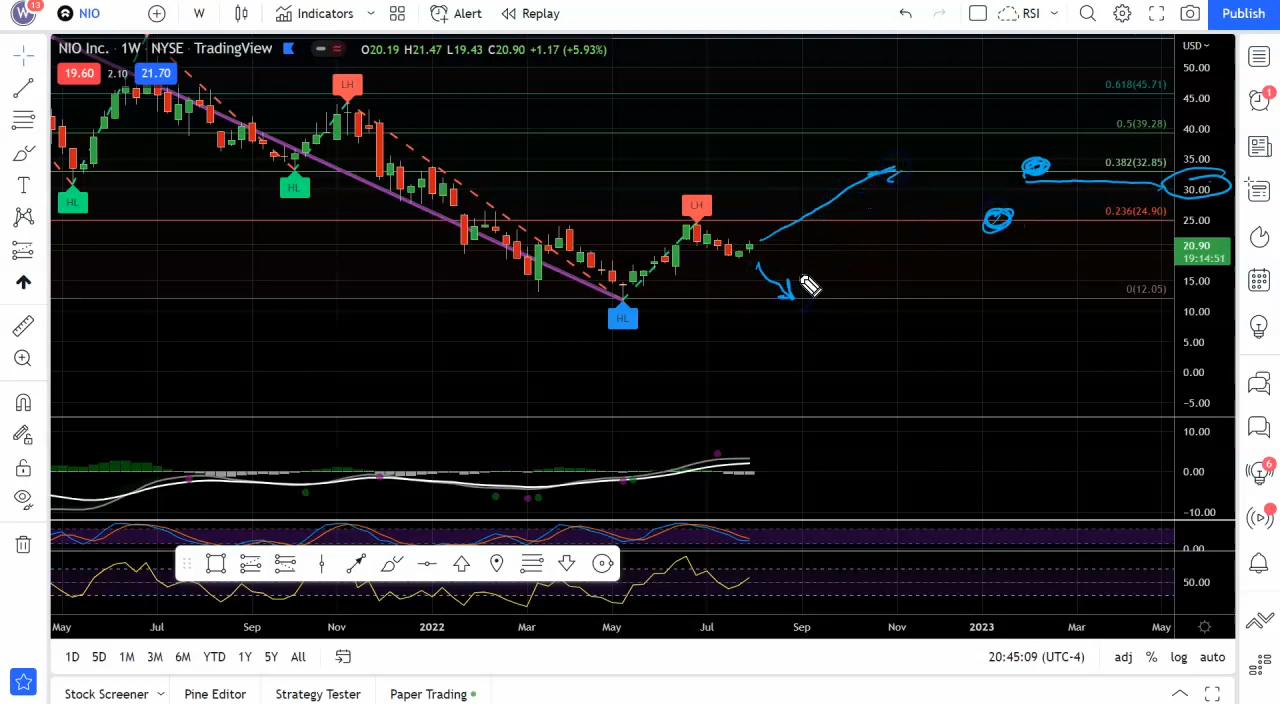 13
NIO W Indicators Alert Replay RSI Publish
NIO Inc. · 1W · NYSE · TradingView O20.19 H21.47 L19.43 C20.90 +1.17 (+5.93%) USD
19.60 2.10 21.70
50.00
0.618(45.71)
LH
45.00
1
0.5(39.28)
40.00
0.382(32.85)
35.00
HL
30.00
HL
LH
0.236(24.90)
25.00
20.90
19:14:51
15.00
0(12.05)
HL
10.00
5.00
0.00
−5.00
10.00
0.00
6
−10.00
0.00
50.00
May Jul Sep Nov 2022 Mar May Jul Sep Nov 2023 Mar May
1D 5D 1M 3M 6M YTD 1Y 5Y All 20:45:09 (UTC-4) adj % log auto
Stock Screener Pine Editor Strategy Tester Paper Trading